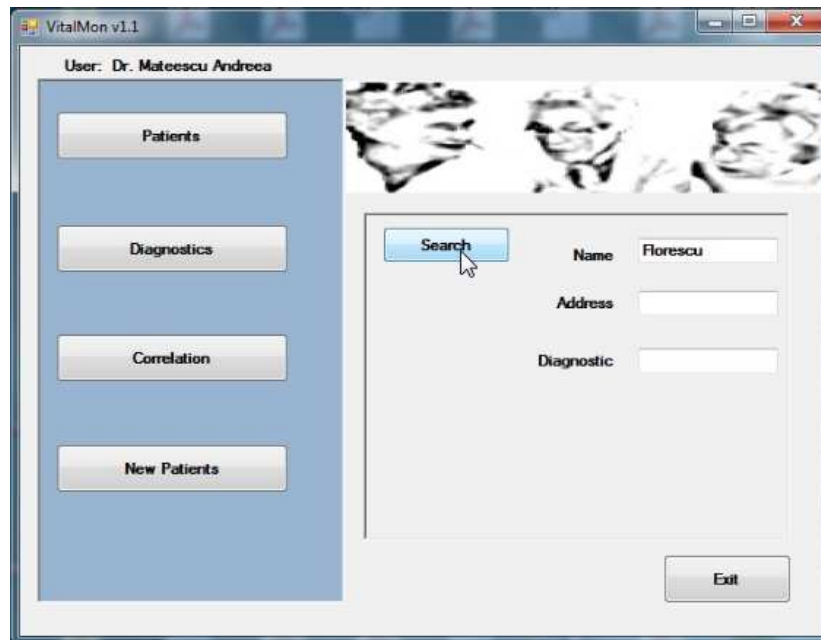 VitalMon v1.1
User: Dr. Mateescu Andreea
Patients
Diagnostics
Correlation
New Patients
Search
Name
Florescu
Address
Diagnostic
Exit